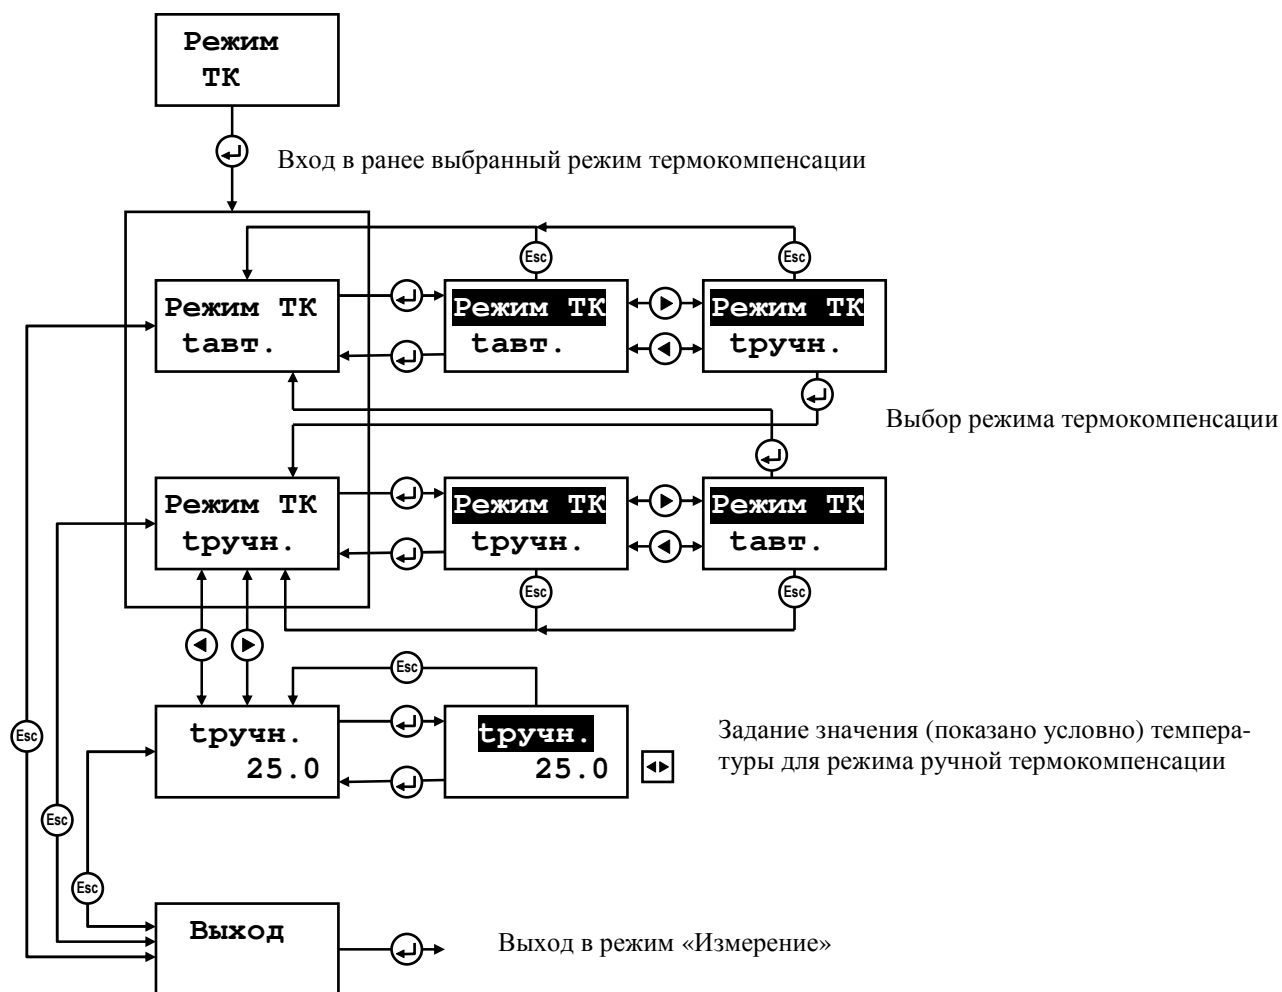 Режим
ТК
Вход в ранее выбранный режим термокомпенсации
Esc
Esc
Режим ТК
tавт.
Режим ТК
tавт.
Режим ТК
tручн.
Выбор режима термокомпенсации
Режим ТК
tручн.
Режим ТК
tручн.
Режим ТК
tавт.
Esc
Esc
Esc
tручн.
25.0
tручн.
25.0
Задание значения (показано условно) темпера-
туры для режима ручной термокомпенсации
Esc
Esc
Esc
Выход
Выход в режим «Измерение»